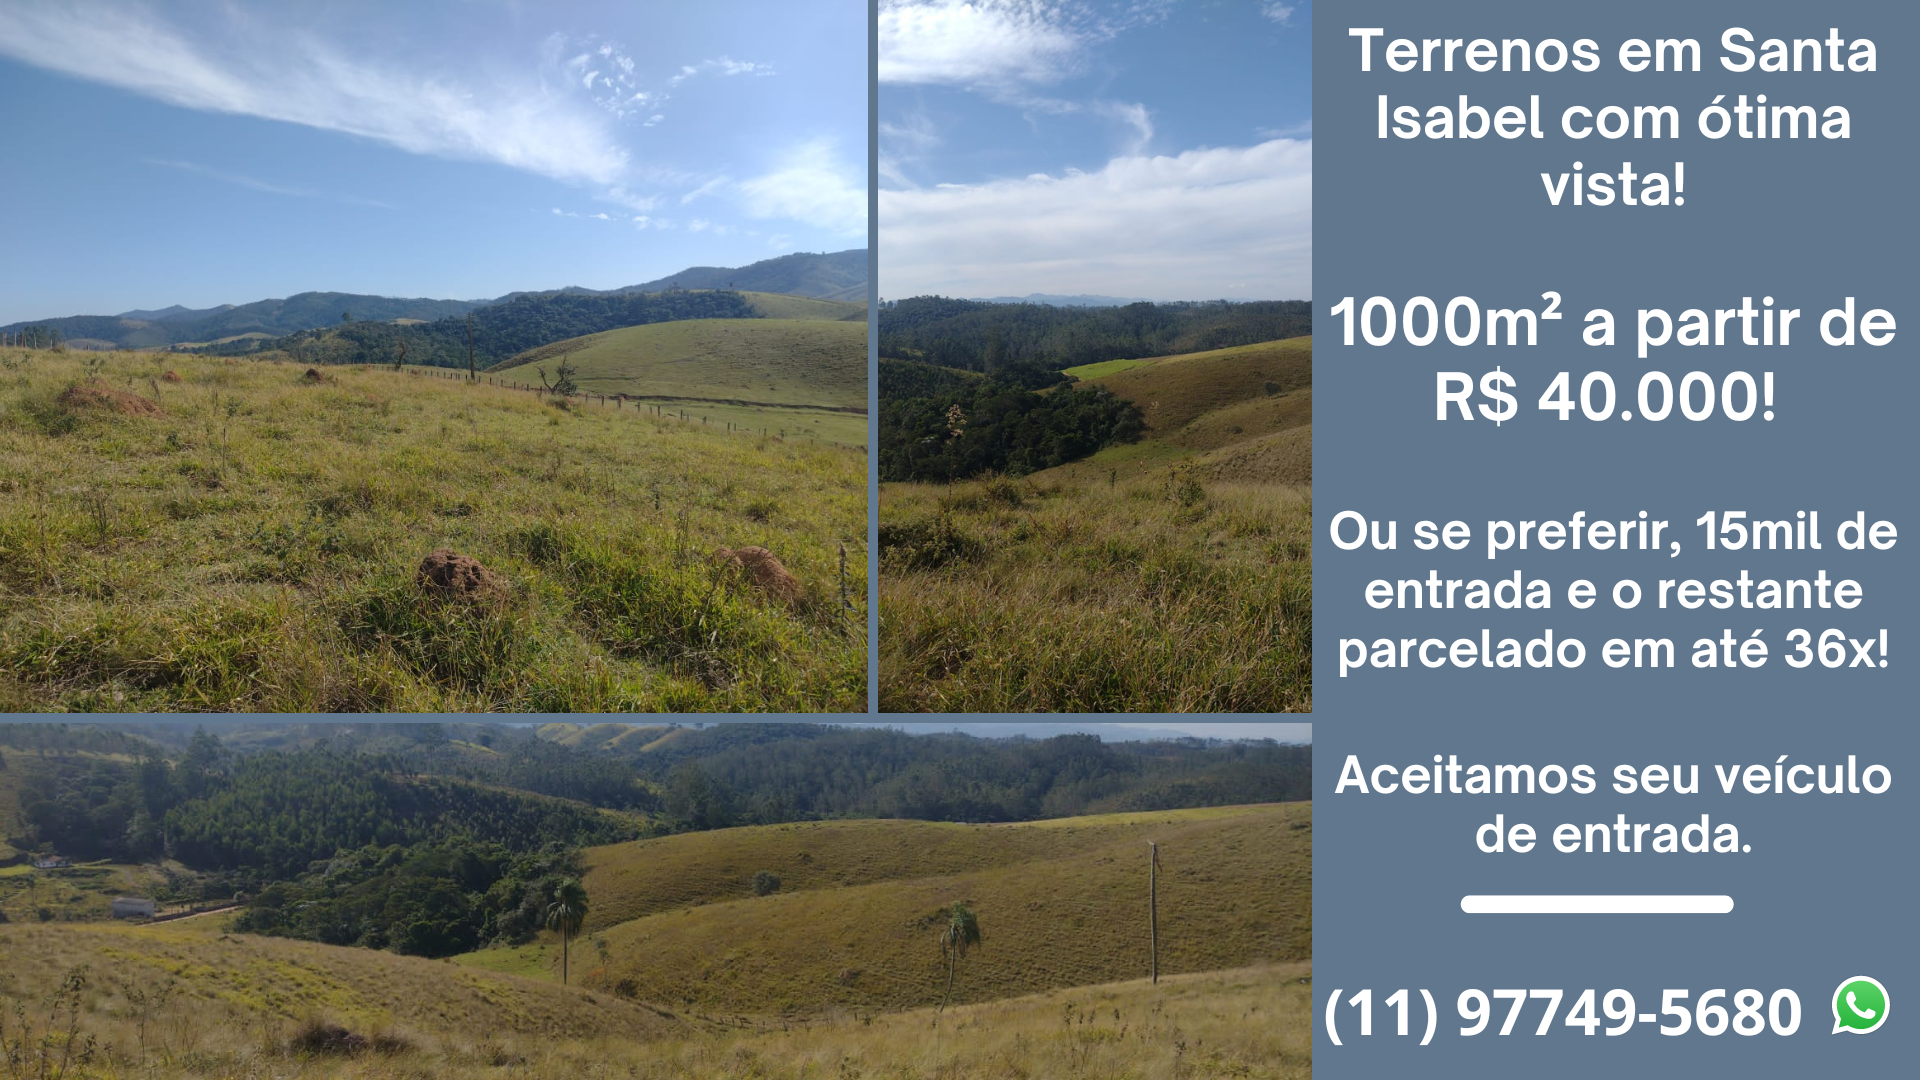 Terrenos em Santa
Isabel com ótima
vista!
1000m² a partir de
R$ 40.000!
Ou se preferir, 15mil de
entrada e o restante
parcelado em até 36x!
Aceitamos seu veículo
de entrada.
(11) 97749-5680